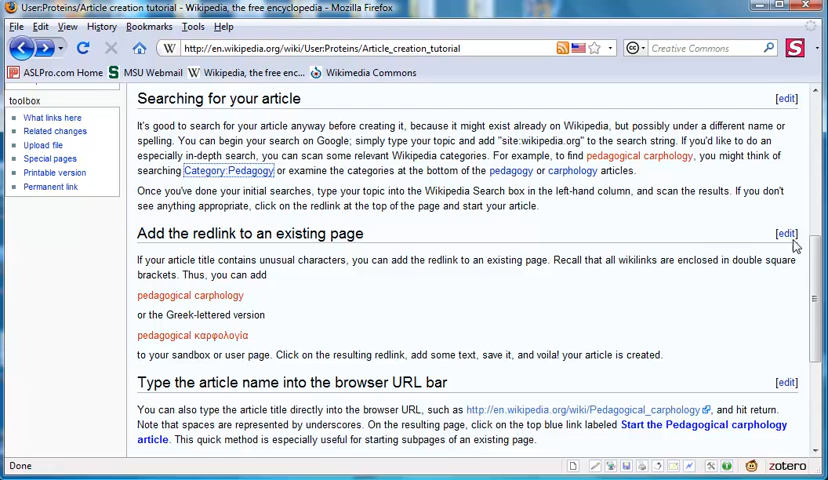 User:Proteins/Article creation tutorial - Wikipedia, the free encyclopedia - Mozilla Firefox
File Edit View History Bookmarks Tools Help
W http://en.wikipedia.org/wiki/User:Proteins/Article_creation_tutorial cc Creative Commons S
ASLPro.com Home MSU Webmail W Wikipedia, the free enc... Wikimedia Commons
toolbox
What links here
Related changes
Upload file
Special pages
Printable version
Permanent link
Searching for your article [edit]
It's good to search for your article anyway before creating it, because it might exist already on Wikipedia, but possibly under a different name or
spelling. You can begin your search on Google; simply type your topic and add "site:wikipedia.org" to the search string. If you'd like to do an
especially in-depth search, you can scan some relevant Wikipedia categories. For example, to find pedagogical carphology, you might think of
searching Category:Pedagogy or examine the categories at the bottom of the pedagogy or carphology articles.
Once you've done your initial searches, type your topic into the Wikipedia Search box in the left-hand column, and scan the results. If you don't
see anything appropriate, click on the redlink at the top of the page and start your article.
Add the redlink to an existing page [edit]
If your article title contains unusual characters, you can add the redlink to an existing page. Recall that all wikilinks are enclosed in double square
brackets. Thus, you can add
pedagogical carphology
or the Greek-lettered version
pedagogical καρφολογία
to your sandbox or user page. Click on the resulting redlink, add some text, save it, and voila! your article is created.
Type the article name into the browser URL bar [edit]
You can also type the article title directly into the browser URL, such as http://en.wikipedia.org/wiki/Pedagogical_carphology, and hit return.
Note that spaces are represented by underscores. On the resulting page, click on the top blue link labeled Start the Pedagogical carphology
article. This quick method is especially useful for starting subpages of an existing page.
Done zotero